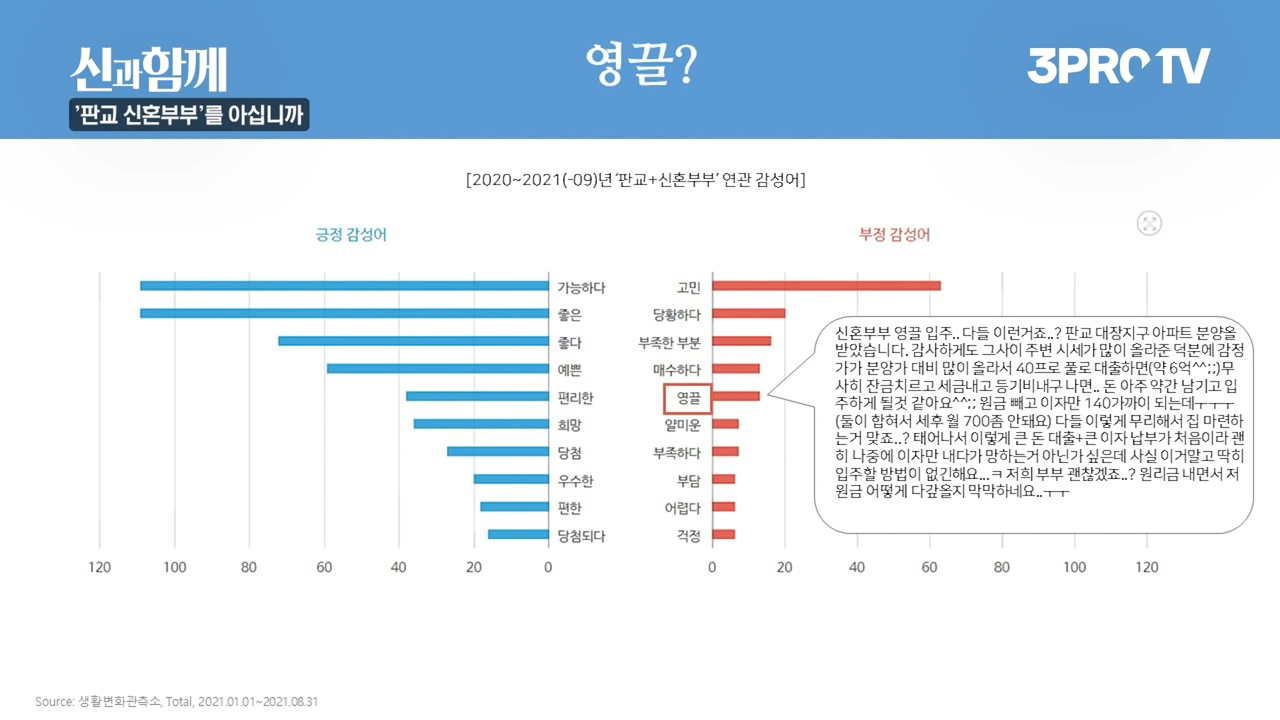 신과함께
'판교 신혼부부'를 아십니까
영끌?
3PROTV
[2020~2021(-09)년 '판교+신혼부부' 연관 감성어]
긍정 감성어
가능하다
좋은
좋다
예쁜
편리한
희망
당첨
우수한
편한
당첨되다
120 100 80 60 40 20 0
부정 감성어
고민
당황하다
부족한 부분
매수하다
영끌
얄미운
부족하다
부담
어렵다
걱정
0 20 40 60 80 100 120
신혼부부 영끌 입주.. 다들 이런거죠..? 판교 대장지구 아파트 분양을
받았습니다. 감사하게도 그사이 주변 시세가 많이 올라준 덕분에 감정
가가 분양가 대비 많이 올라서 40프로 풀로 대출하면(약 6억^^;;)무
사히 잔금치르고 세금내고 등기비내구 나면.. 돈 아주 약간 남기고 입
주하게 될것 같아요^^;; 원금 빼고 이자만 140가까이 되는데ㅜㅜㅜ
(둘이 합혀서 세후 월 700좀 안돼요) 다들 이렇게 무리해서 집 마련하
는거 맞죠..? 태어나서 이렇게 큰 돈 대출+큰 이자 납부가 처음이라 괜
히 나중에 이자만 내다가 망하는거 아닌가 싶은데 사실 이거말고 딱히
입주할 방법이 없긴해요...ㅋ 저희 부부 괜찮겠죠..? 원리금 내면서 저
원금 어떻게 다갚올지 막막하네요..ㅜㅜ
Source: 생활변화관측소, Total, 2021.01.01~2021.08.31